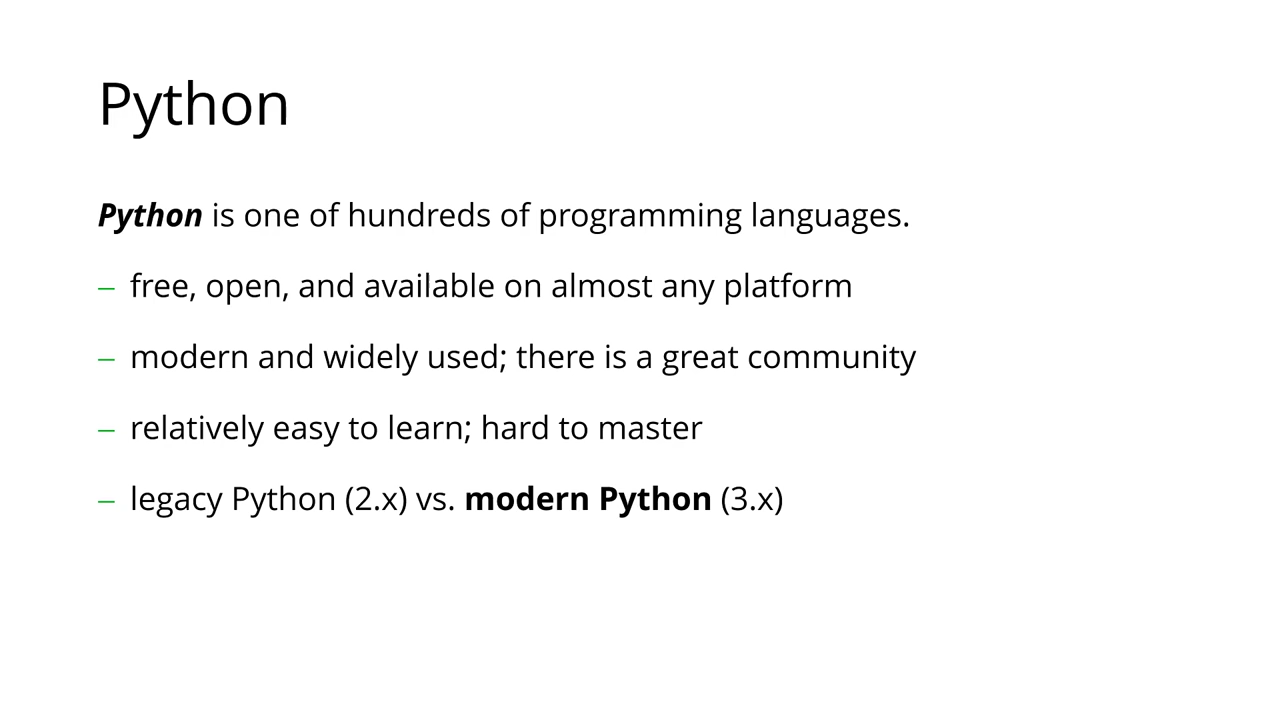 Python
Python is one of hundreds of programming languages.
– free, open, and available on almost any platform
– modern and widely used; there is a great community
– relatively easy to learn; hard to master
– legacy Python (2.x) vs. modern Python (3.x)